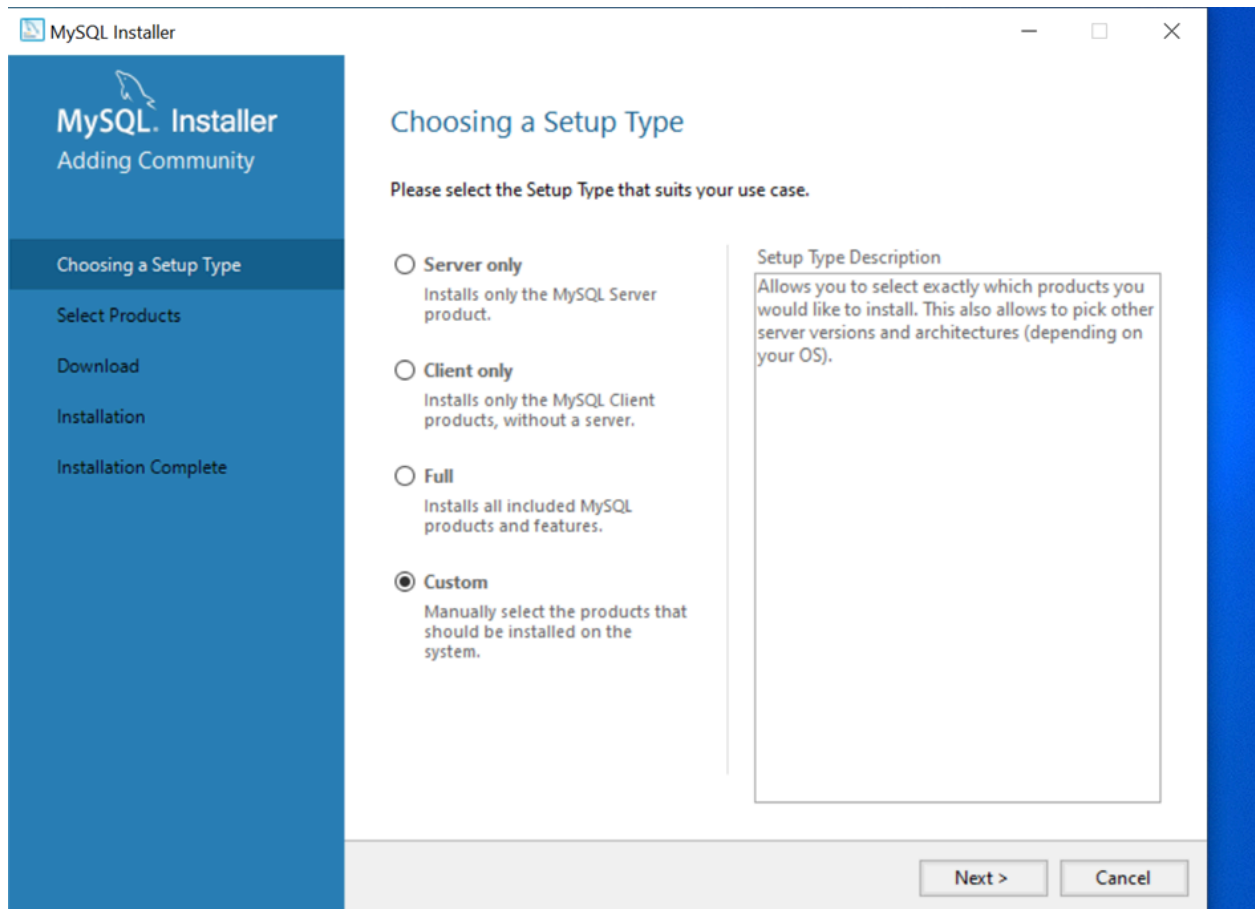 MySQL Installer
MySQL. Installer
Adding Community
Choosing a Setup Type
Select Products
Download
Installation
Installation Complete
Choosing a Setup Type
Please select the Setup Type that suits your use case.
Server only
Installs only the MySQL Server
product.
Client only
Installs only the MySQL Client
products, without a server.
Full
Installs all included MySQL
products and features.
Custom
Manually select the products that
should be installed on the
system.
Setup Type Description
Allows you to select exactly which products you
would like to install. This also allows to pick other
server versions and architectures (depending on
your OS).
Next >
Cancel